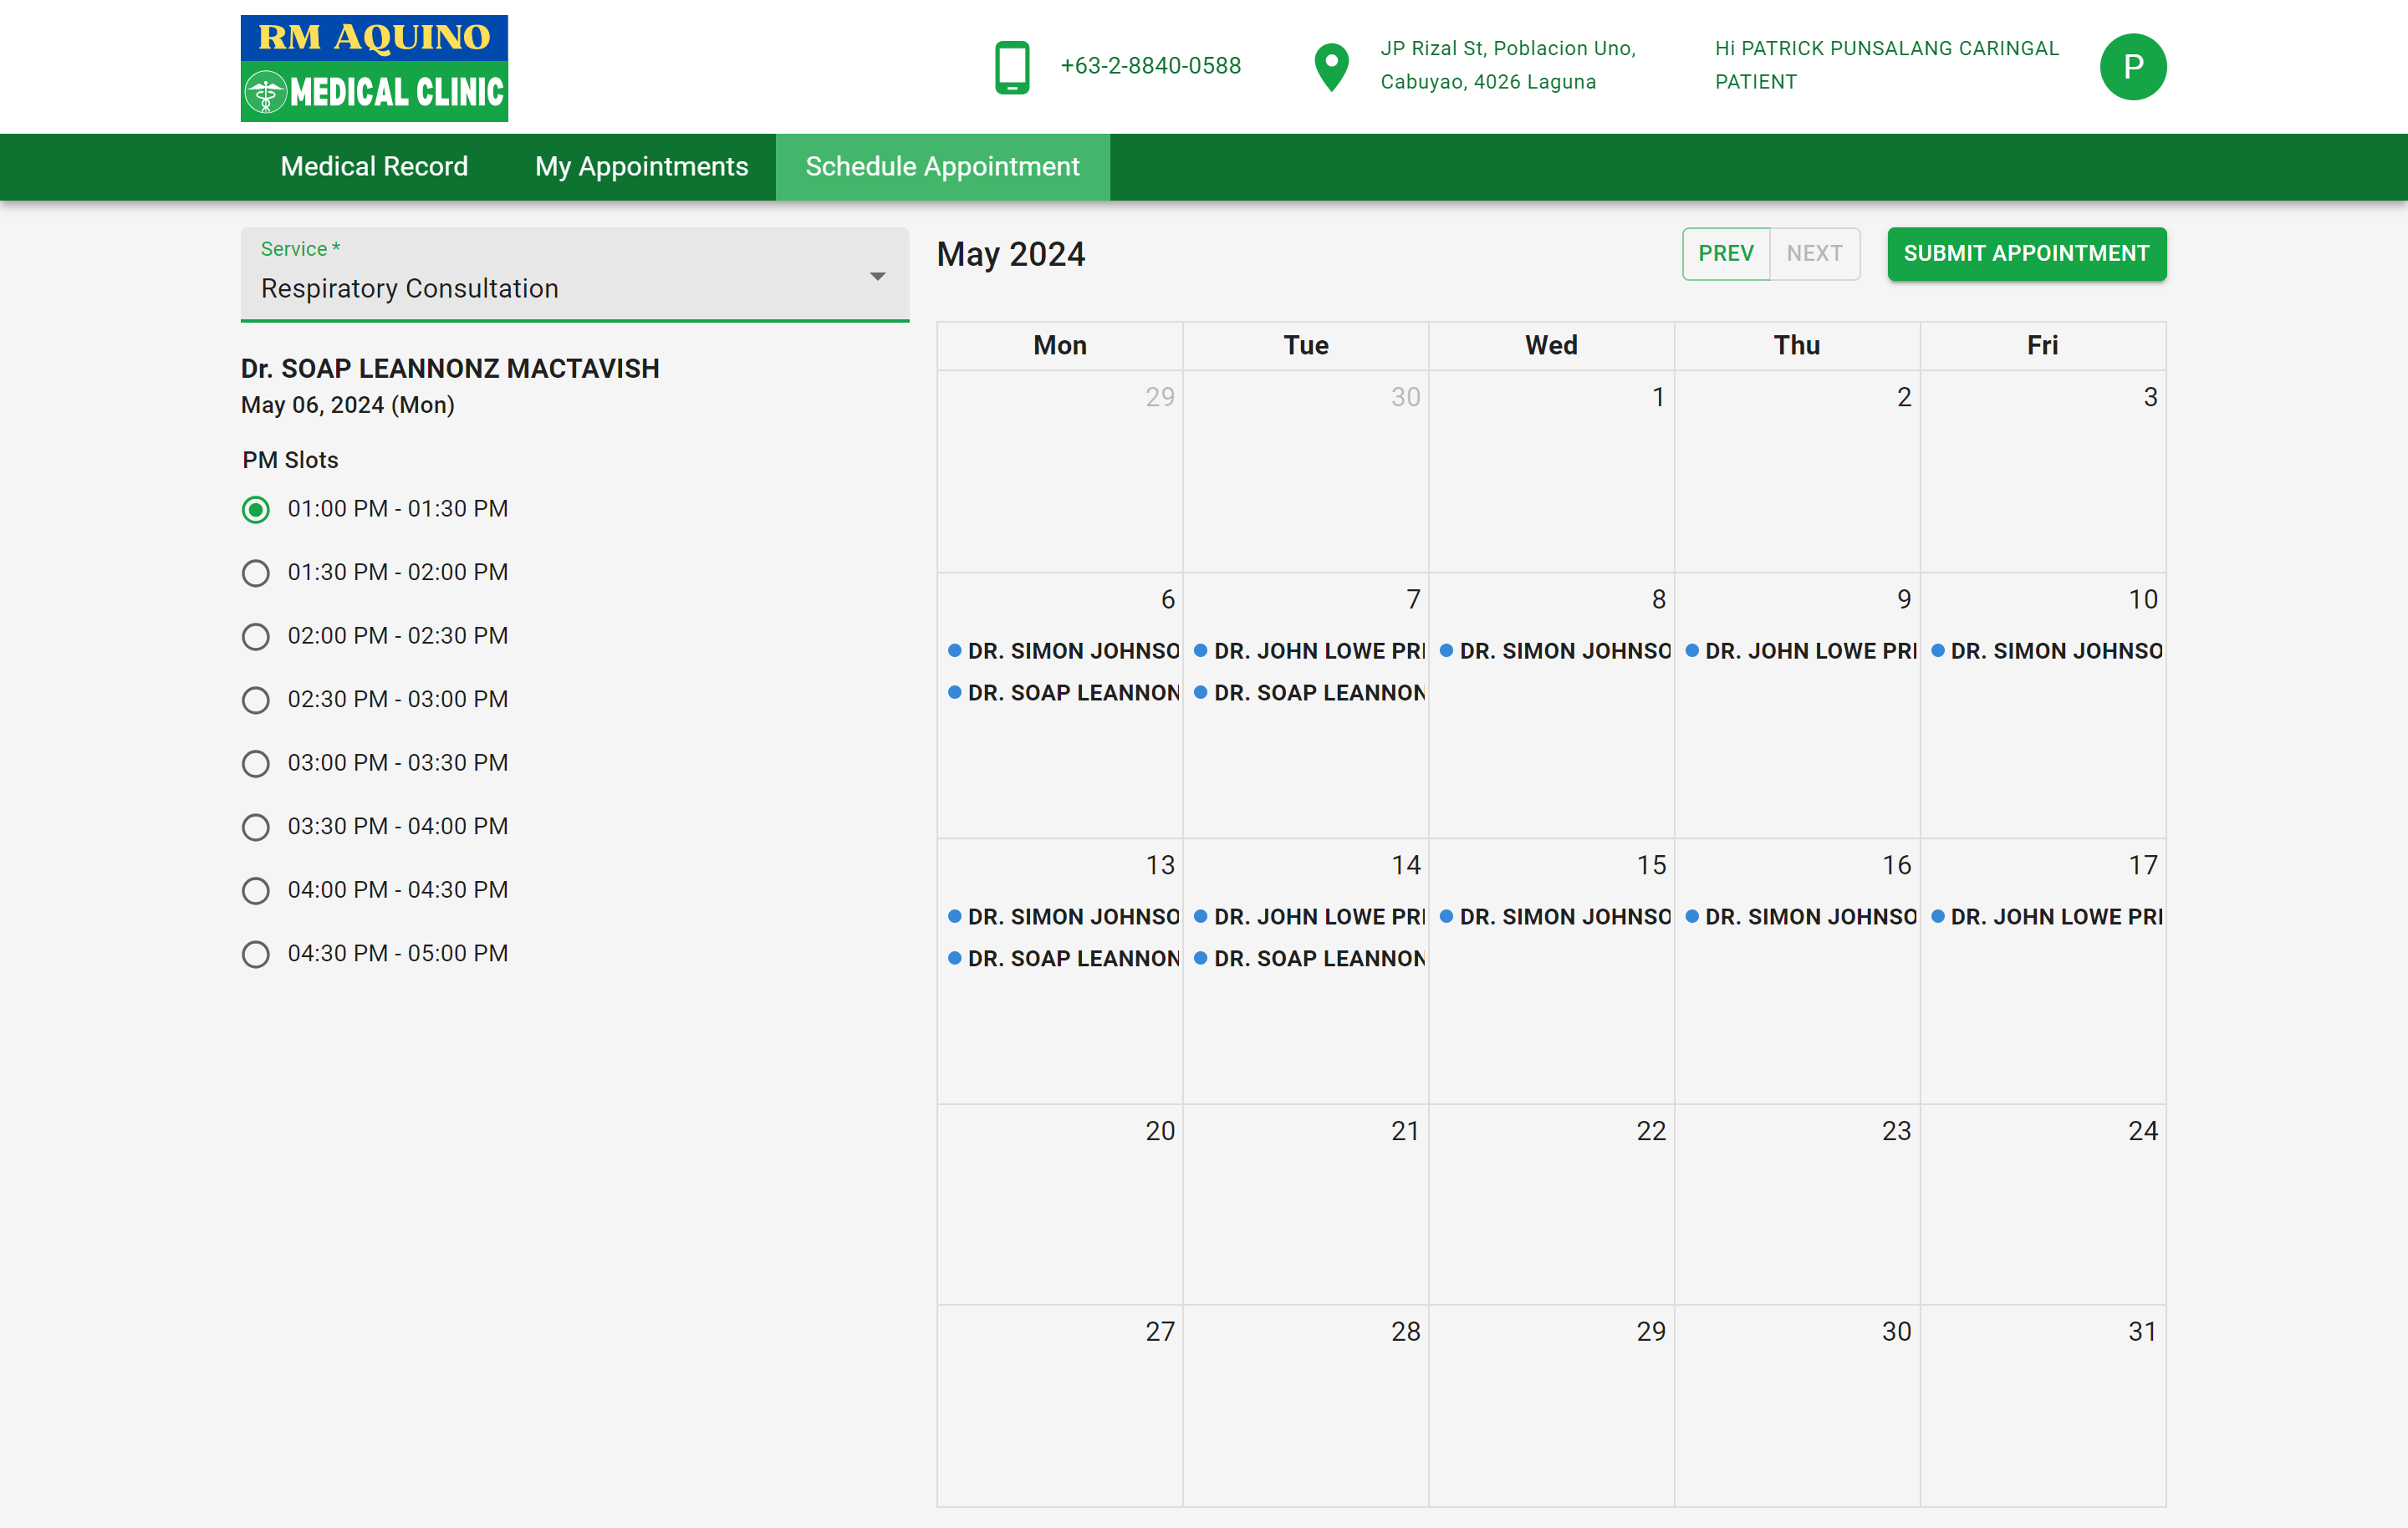 RM AQUINO
MEDICAL CLINIC
+63-2-8840-0588
JP Rizal St, Poblacion Uno,
Cabuyao, 4026 Laguna
Hi PATRICK PUNSALANG CARINGAL
PATIENT
P
Medical Record
My Appointments
Schedule Appointment
Service *
Respiratory Consultation
Dr. SOAP LEANNONZ MACTAVISH
May 06, 2024 (Mon)
PM Slots
01:00 PM - 01:30 PM
01:30 PM - 02:00 PM
02:00 PM - 02:30 PM
02:30 PM - 03:00 PM
03:00 PM - 03:30 PM
03:30 PM - 04:00 PM
04:00 PM - 04:30 PM
04:30 PM - 05:00 PM
May 2024
PREV
NEXT
SUBMIT APPOINTMENT
Mon Tue Wed Thu Fri
29 30 1 2 3
6 7 8 9 10
DR. SIMON JOHNSO DR. JOHN LOWE PRI DR. SIMON JOHNSO DR. JOHN LOWE PRI DR. SIMON JOHNSO
DR. SOAP LEANNON DR. SOAP LEANNON
13 14 15 16 17
DR. SIMON JOHNSO DR. JOHN LOWE PRI DR. SIMON JOHNSO DR. SIMON JOHNSO DR. JOHN LOWE PRI
DR. SOAP LEANNON DR. SOAP LEANNON
20 21 22 23 24
27 28 29 30 31